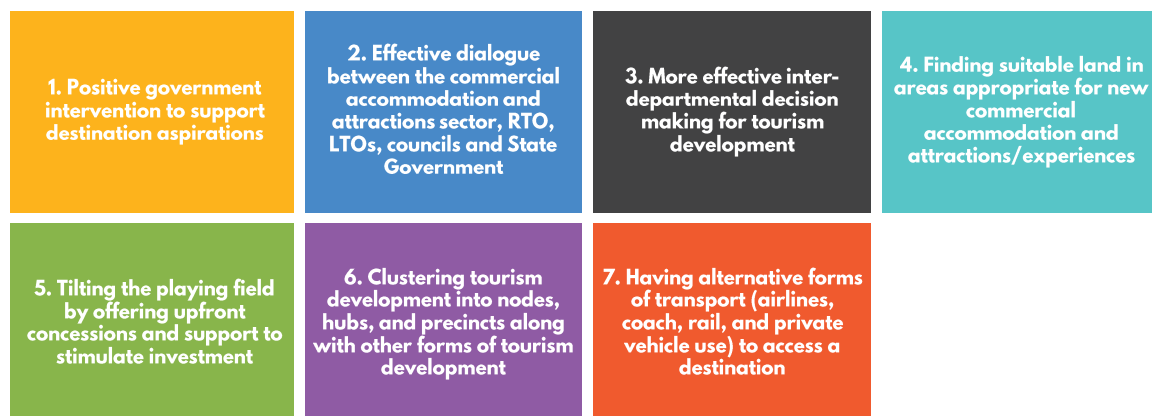 1. Positive government
intervention to support
destination aspirations
2. Effective dialogue
between the commercial
accommodation and
attractions sector, RTO,
LTOs, councils and State
Government
3. More effective inter-
departmental decision
making for tourism
development
4. Finding suitable land in
areas appropriate for new
commercial
accommodation and
attractions/experiences
5. Tilting the playing field
by offering upfront
concessions and support to
stimulate investment
6. Clustering tourism
development into nodes,
hubs, and precincts along
with other forms of tourism
development
7. Having alternative forms
of transport (airlines,
coach, rail, and private
vehicle use) to access a
destination